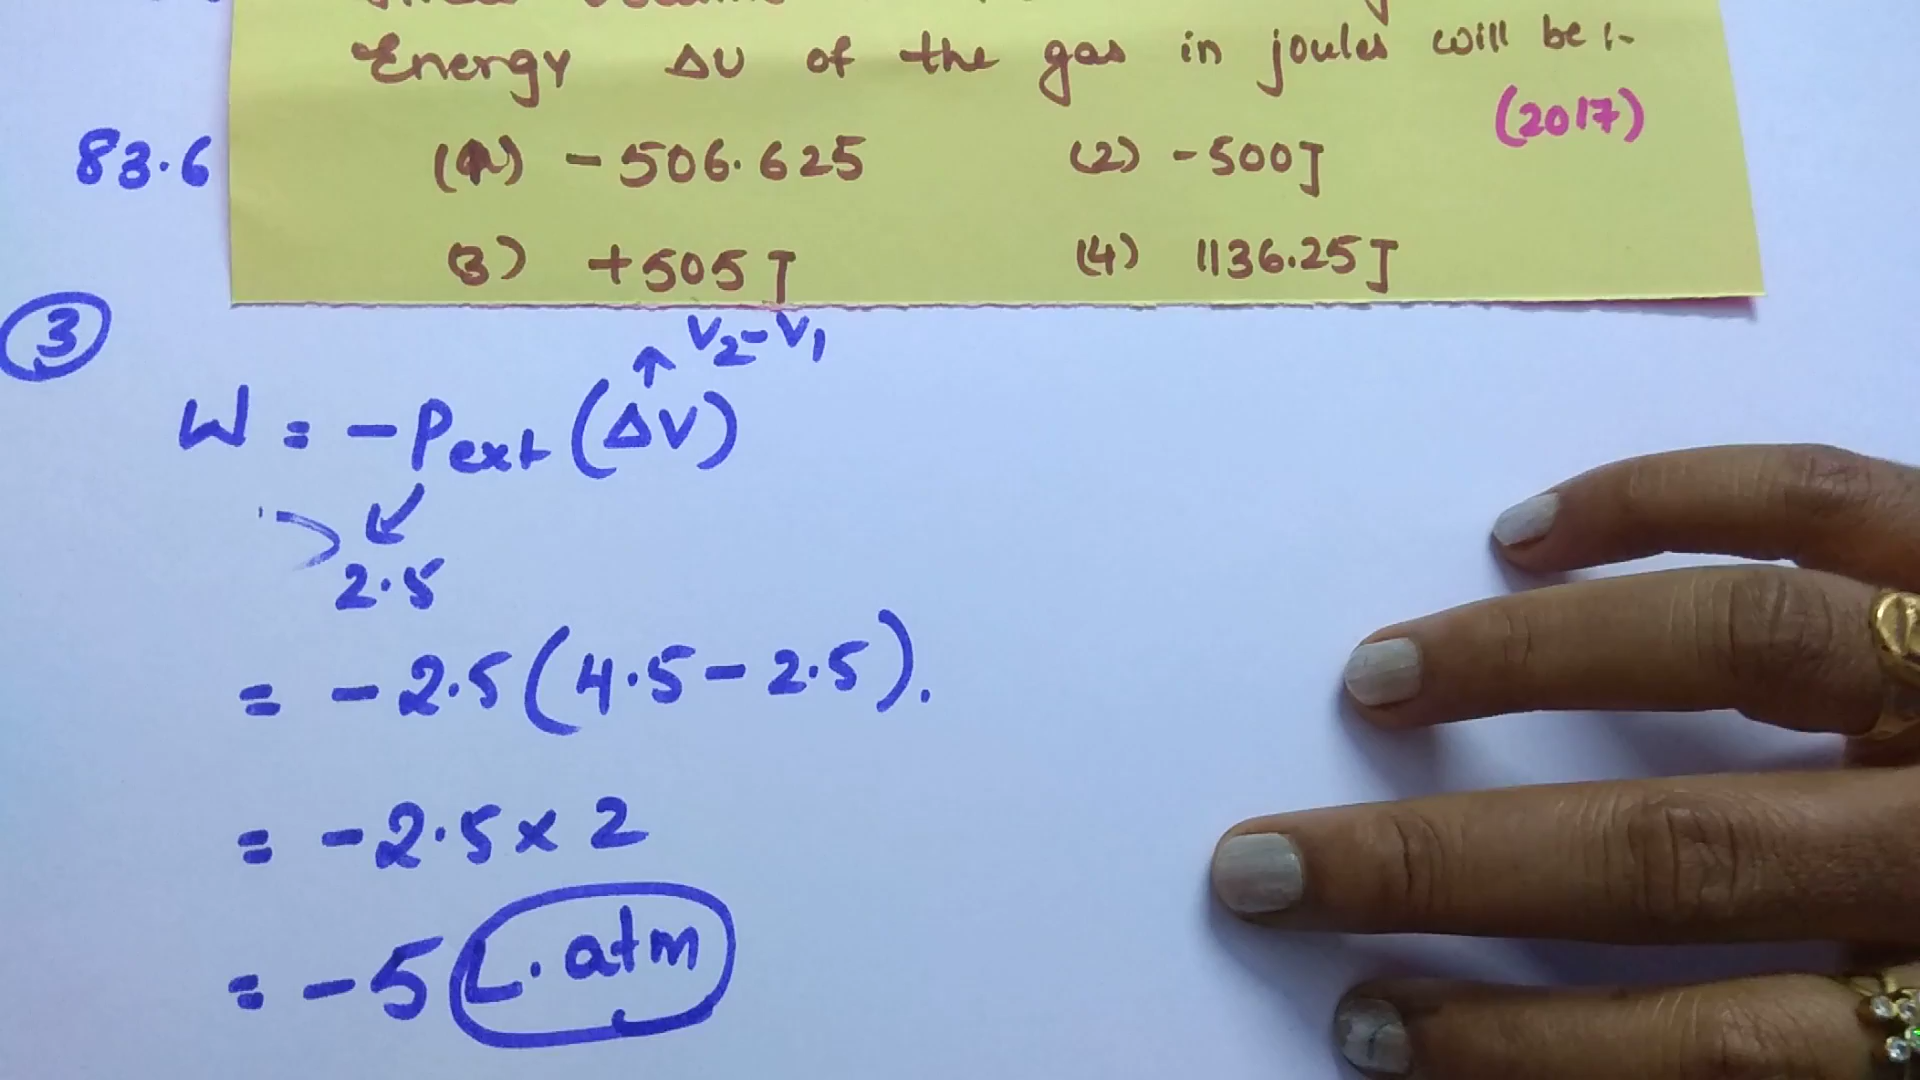 Energy ΔU of the gas in joules will be :-
(2017)
83.6
(1) - 506.625 (2) -500J
(3) +505J (4) 1136.25J
3
V2-V1
W = -Pext (ΔV)
2.5
= -2.5 (4.5-2.5).
= -2.5 x 2
= -5 L.atm